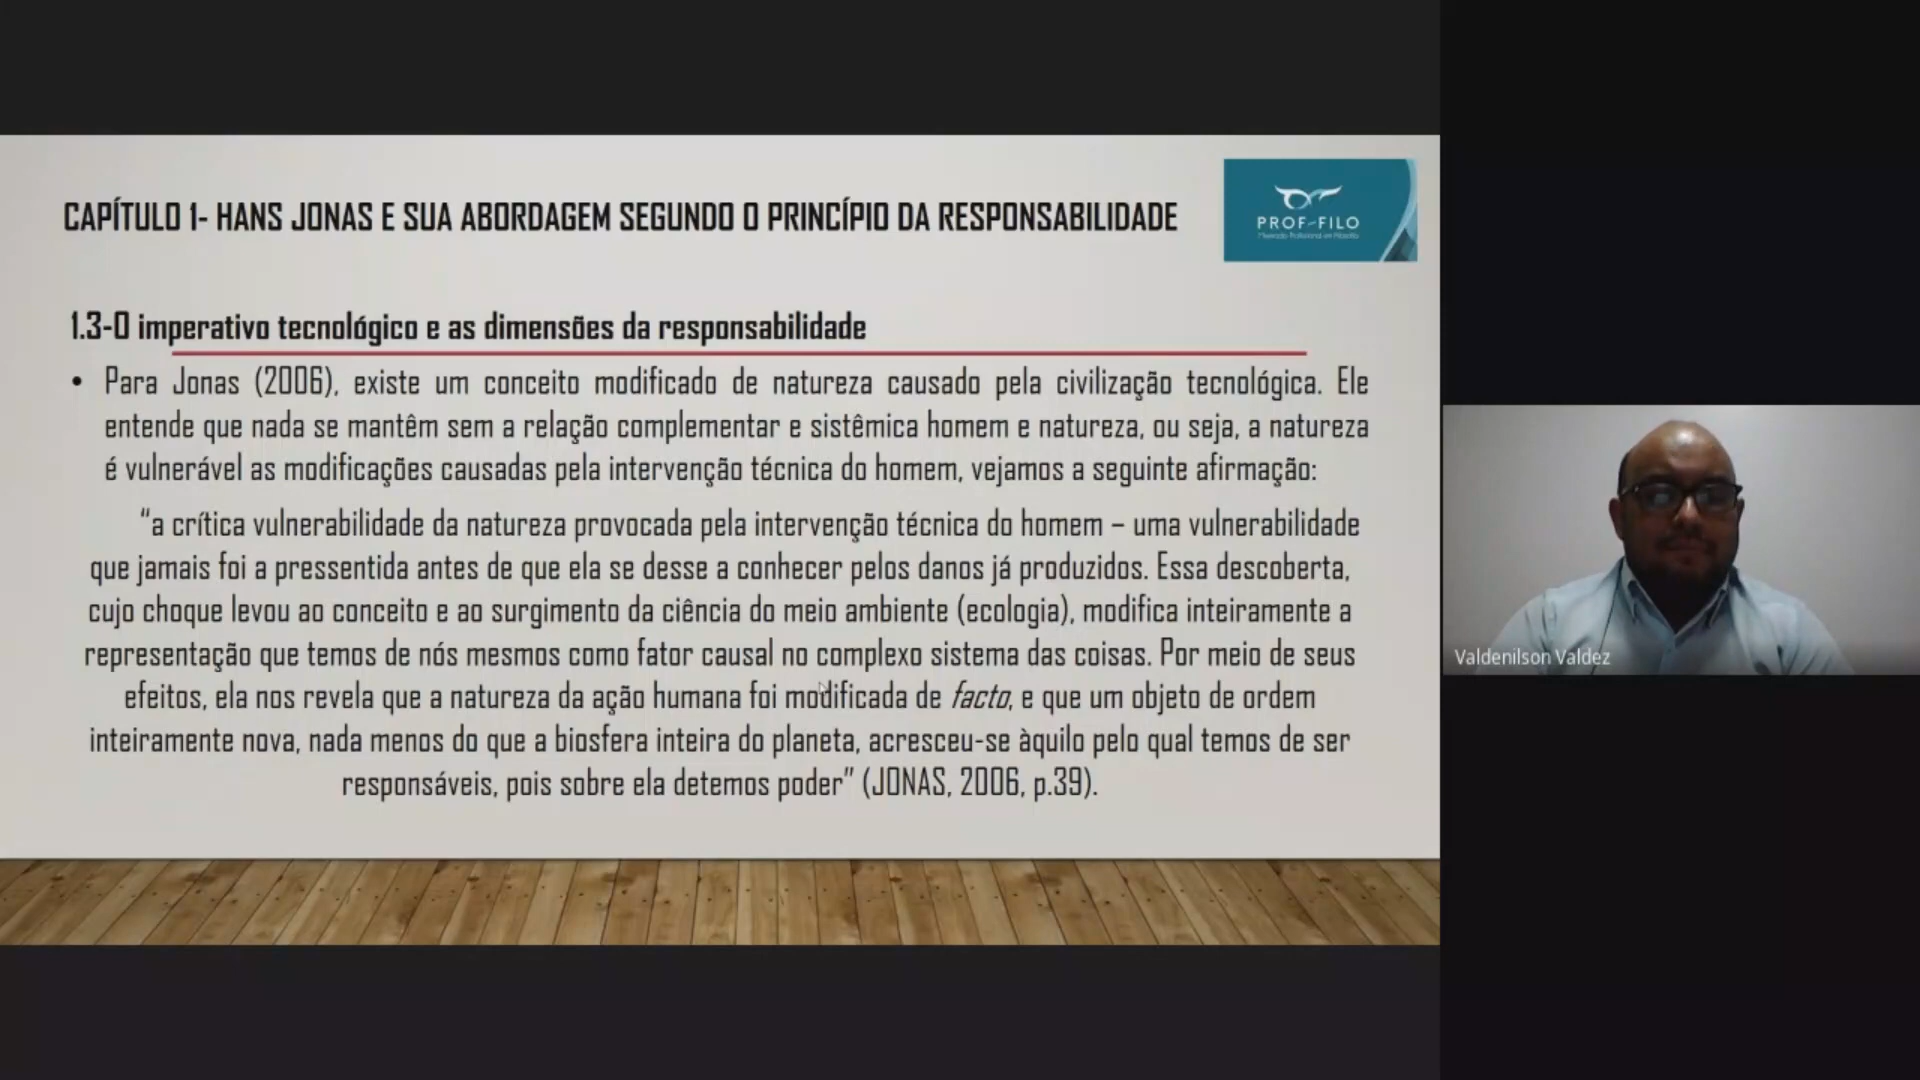 CAPÍTULO 1- HANS JONAS E SUA ABORDAGEM SEGUNDO O PRINCÍPIO DA RESPONSABILIDADE
PROF-FILO
Mestrado Profissional em Filosofia
1.3-O imperativo tecnológico e as dimensões da responsabilidade
• Para Jonas (2006), existe um conceito modificado de natureza causado pela civilização tecnológica. Ele
entende que nada se mantêm sem a relação complementar e sistêmica homem e natureza, ou seja, a natureza
é vulnerável as modificações causadas pela intervenção técnica do homem, vejamos a seguinte afirmação:
“a crítica vulnerabilidade da natureza provocada pela intervenção técnica do homem – uma vulnerabilidade
que jamais foi a pressentida antes de que ela se desse a conhecer pelos danos já produzidos. Essa descoberta,
cujo choque levou ao conceito e ao surgimento da ciência do meio ambiente (ecologia), modifica inteiramente a
representação que temos de nós mesmos como fator causal no complexo sistema das coisas. Por meio de seus
efeitos, ela nos revela que a natureza da ação humana foi modificada de facto, e que um objeto de ordem
inteiramente nova, nada menos do que a biosfera inteira do planeta, acresceu-se àquilo pelo qual temos de ser
responsáveis, pois sobre ela detemos poder” (JONAS, 2006, p.39).
Valdenilson Valdez